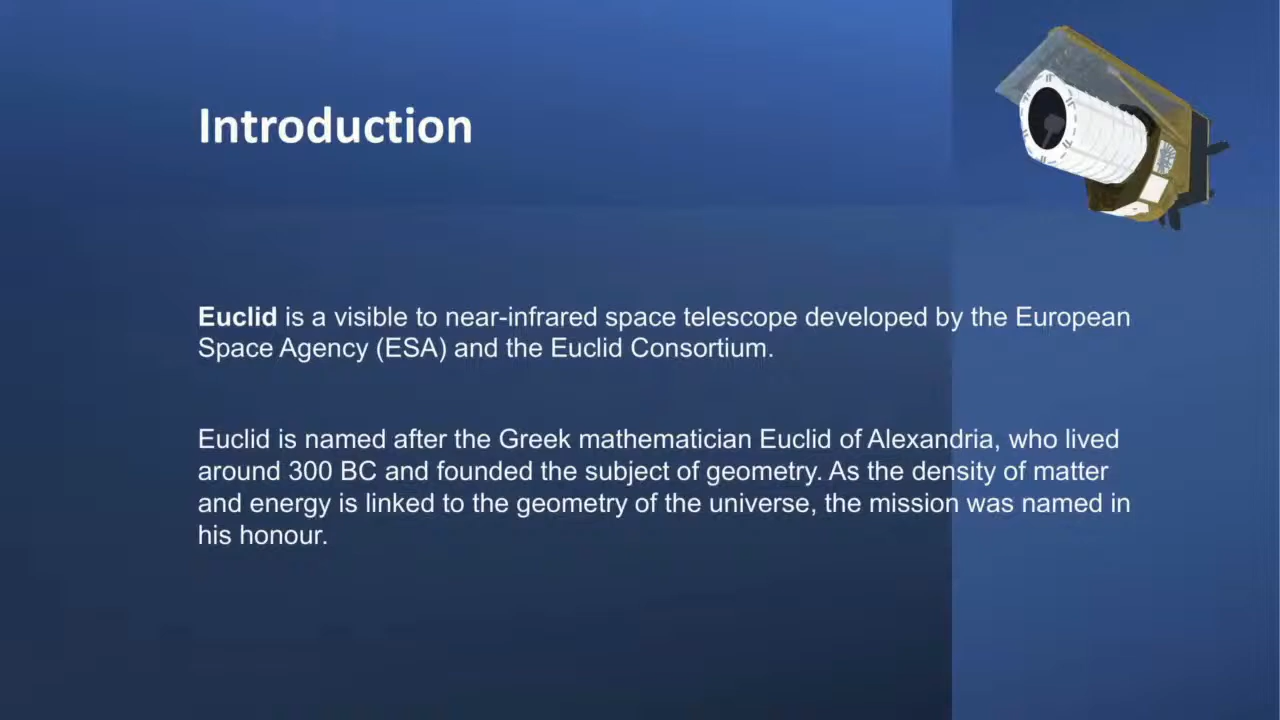 Introduction
Euclid is a visible to near-infrared space telescope developed by the European
Space Agency (ESA) and the Euclid Consortium.
Euclid is named after the Greek mathematician Euclid of Alexandria, who lived
around 300 BC and founded the subject of geometry. As the density of matter
and energy is linked to the geometry of the universe, the mission was named in
his honour.